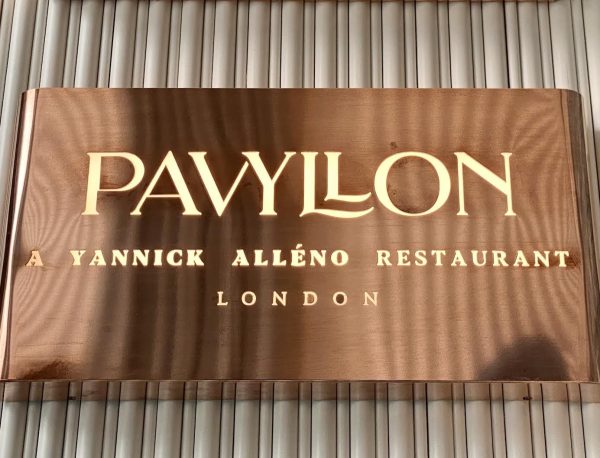 PAVYLLON
A YANNICK ALLÉNO RESTAURANT
LONDON